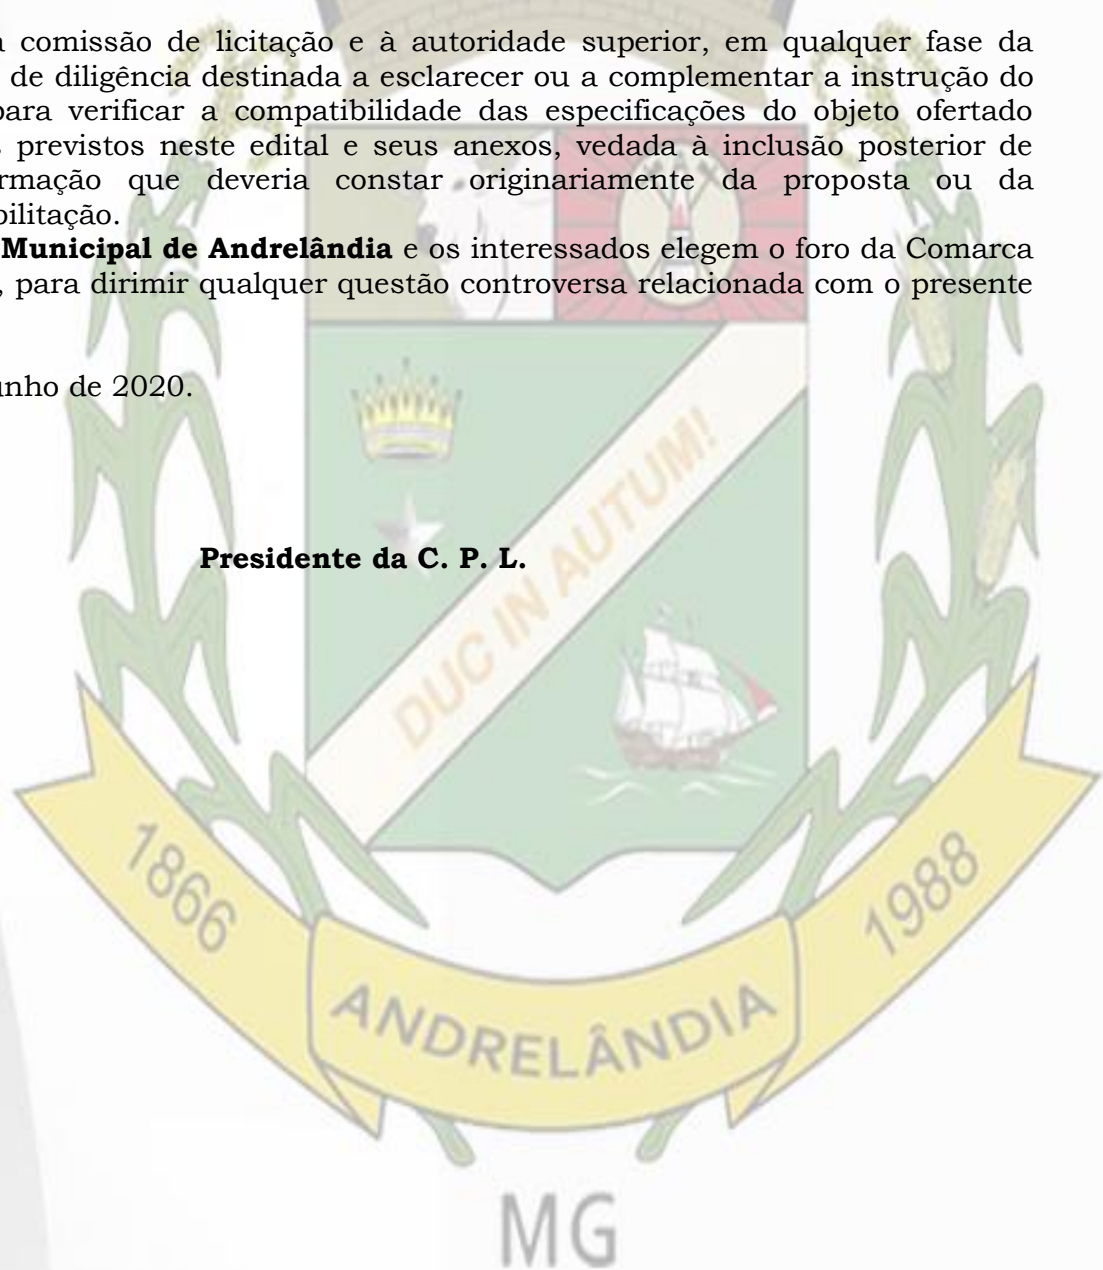 comissão de licitação e à autoridade superior, em qualquer fase da
de diligência destinada a esclarecer ou a complementar a instrução do
para verificar a compatibilidade das especificações do objeto ofertado
previstos neste edital e seus anexos, vedada à inclusão posterior de
rmação que deveria constar originariamente da proposta ou da
bilitação.
Municipal de Andrelândia e os interessados elegem o foro da Comarca
, para dirimir qualquer questão controversa relacionada com o presente
unho de 2020.
Presidente da C. P. L.
DUC IN AUTUM!
1866
ANDRELÂNDIA
1988
MG